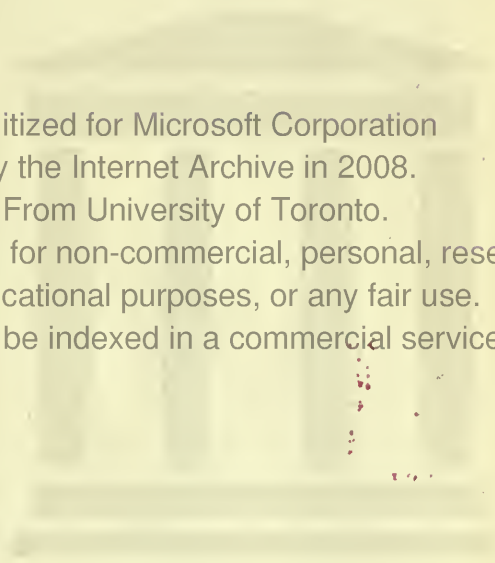 itized for Microsoft Corporation
y the Internet Archive in 2008.
From University of Toronto.
for non-commercial, personal, rese
cational purposes, or any fair use.
be indexed in a commercial service